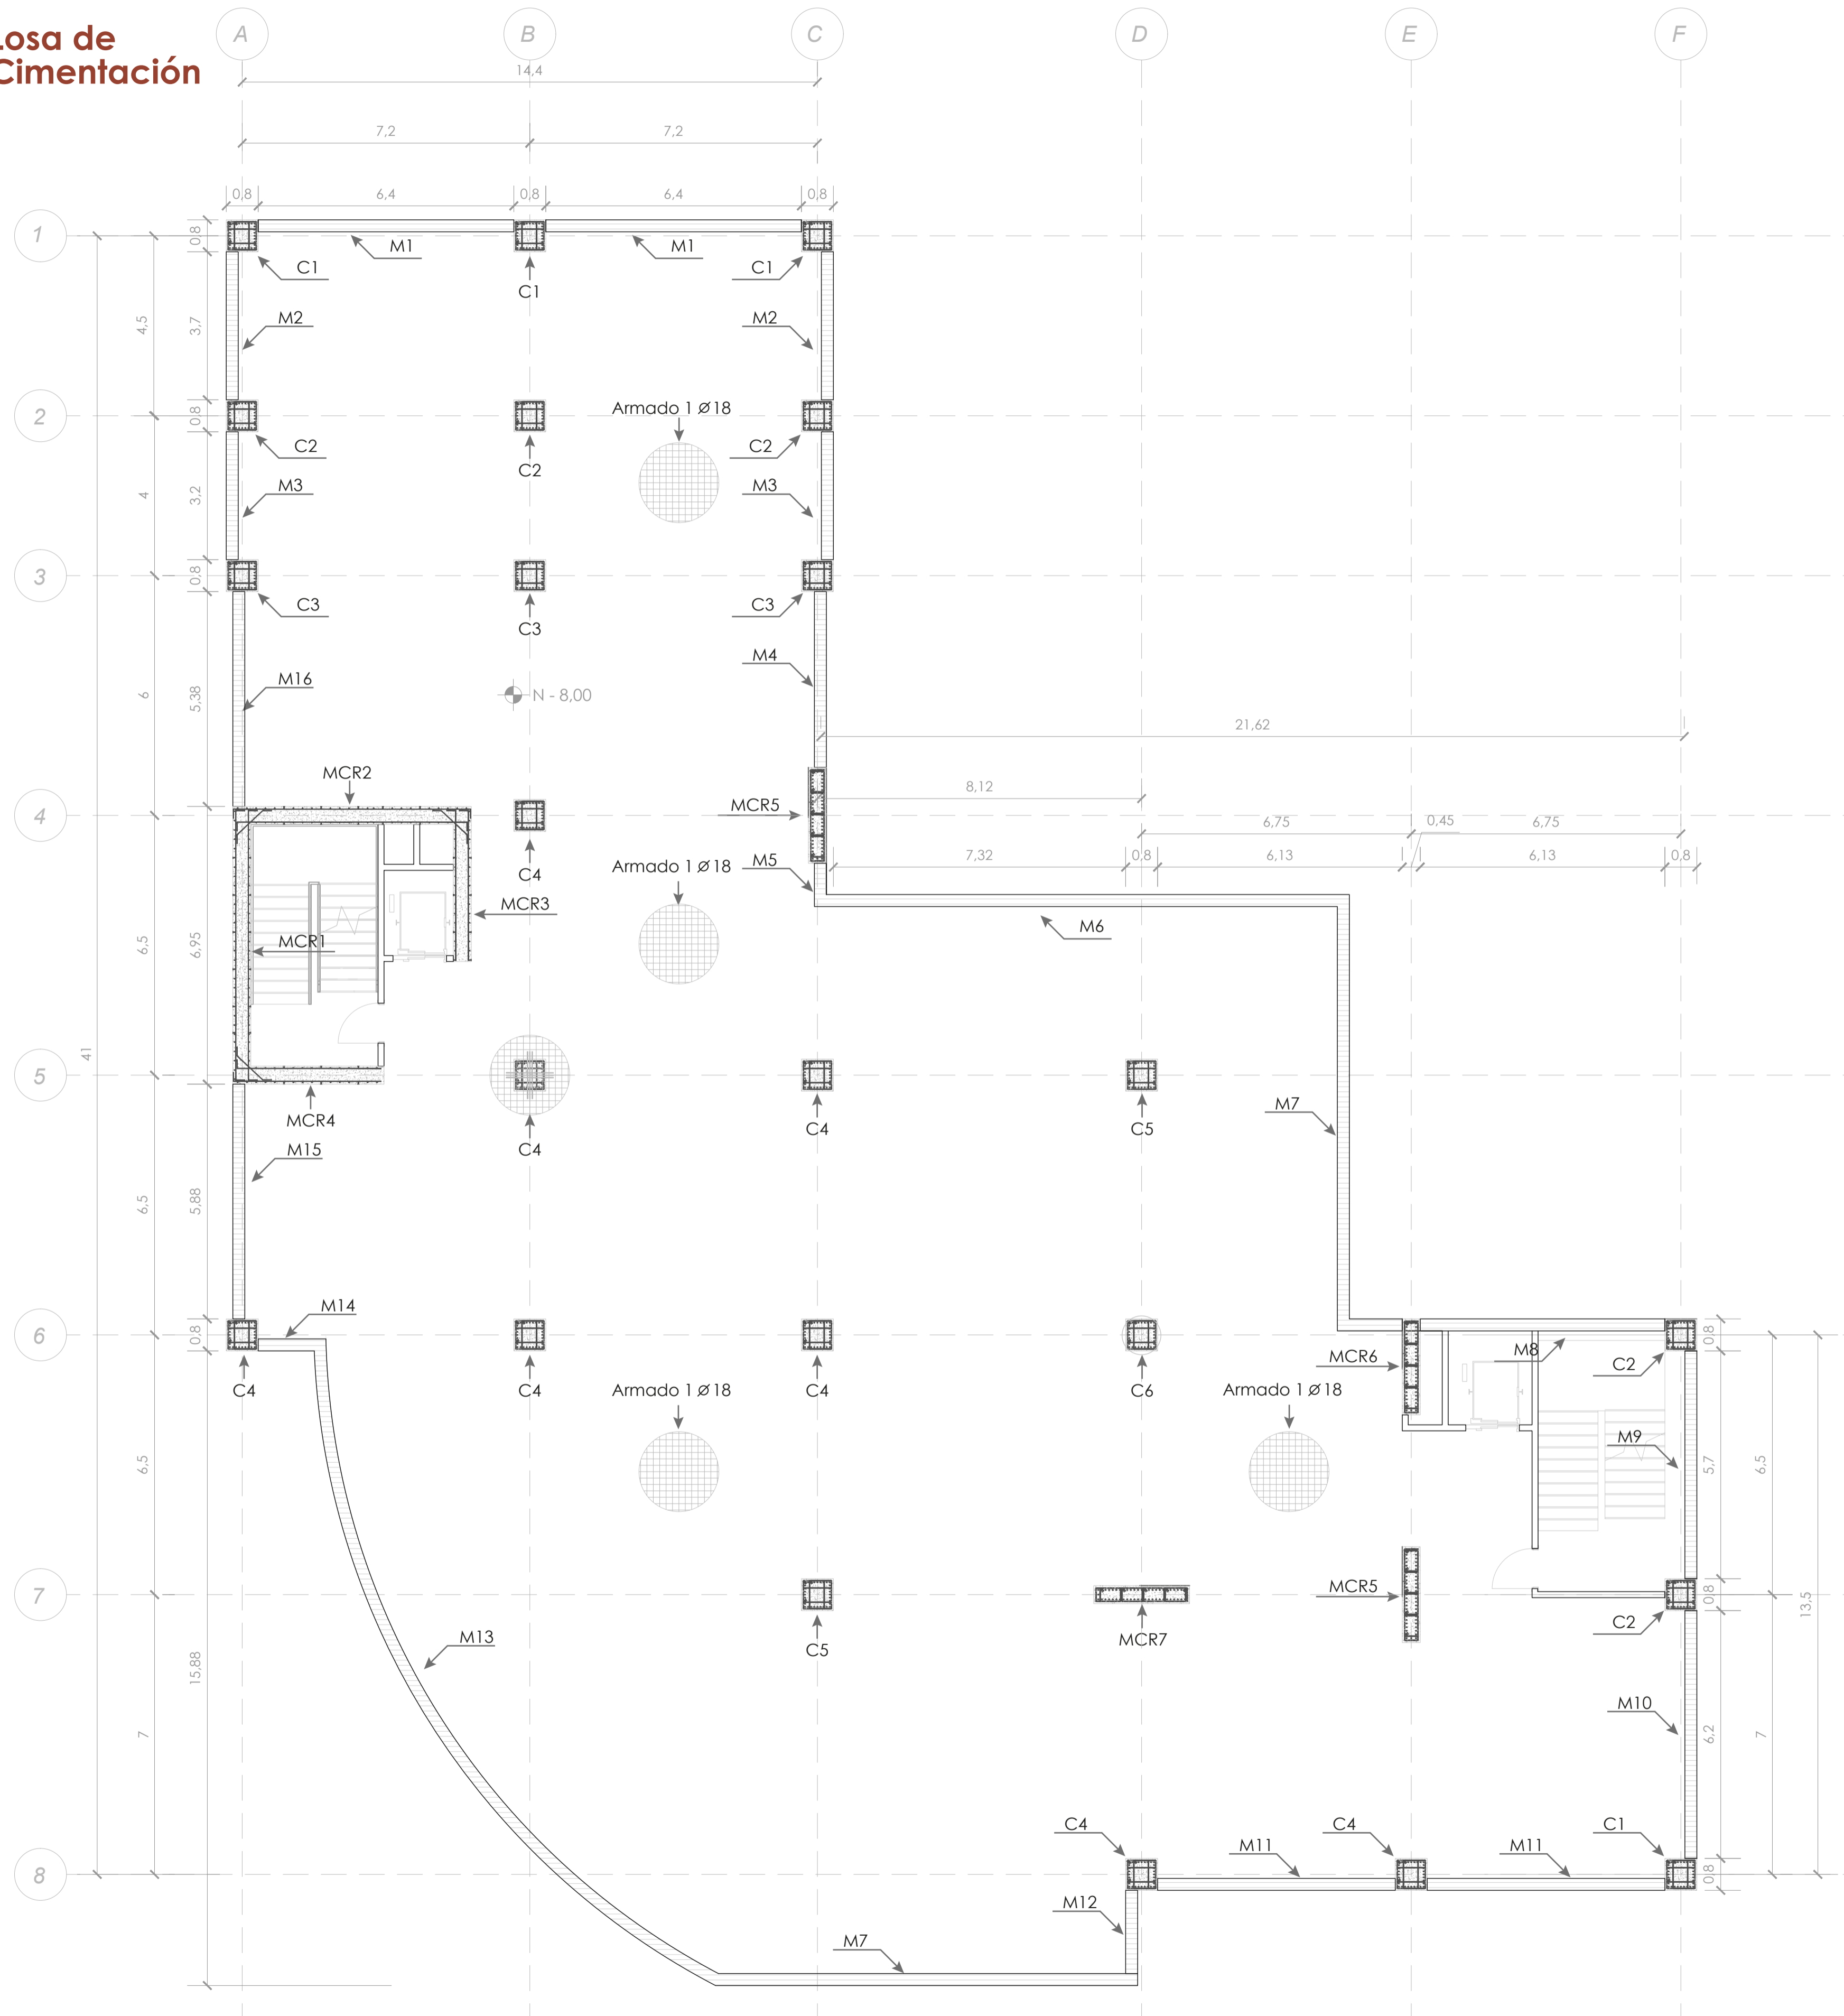 Losa de
Cimentación
A B C D E F
14,4
7,2 7,2
0,8 6,4 0,8 6,4 0,8
1
0,8
M1 M1
C1 C1 C1
4,5 3,7
M2 M2
2
0,8
Armado 1 Ø 18
C2 C2 C2
4 3,2
M3 M3
3
0,8
C3 C3 C3
M4
M16
6 5,38
N - 8,00
21,62
MCR2
8,12
4
MCR5
6,75 0,45 6,75
7,32 0,8 6,13 6,13 0,8
M5
Armado 1 Ø 18
C4
MCR3
M6
MCR1
6,5 6,95
41
5
M7
MCR4
C4 C4 C5
M15
6,5 5,88
M14
6
0,8 0,8
M8
MCR6
C2
C4 C4 C4 C6
Armado 1 Ø 18 Armado 1 Ø 18
M9
6,5 5,7 6,5
7
0,8
MCR5
13,5
C2
M13
MCR7
C5
15,88
M10
7 6,2 7
C4 C4 C1
M11 M11
8
0,8
M12
M7